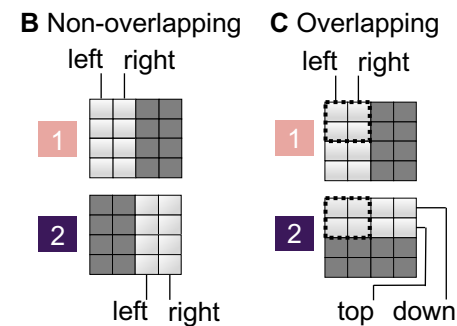 B Non-overlapping
left right
1
2
left right
C Overlapping
left right
1
2
top down